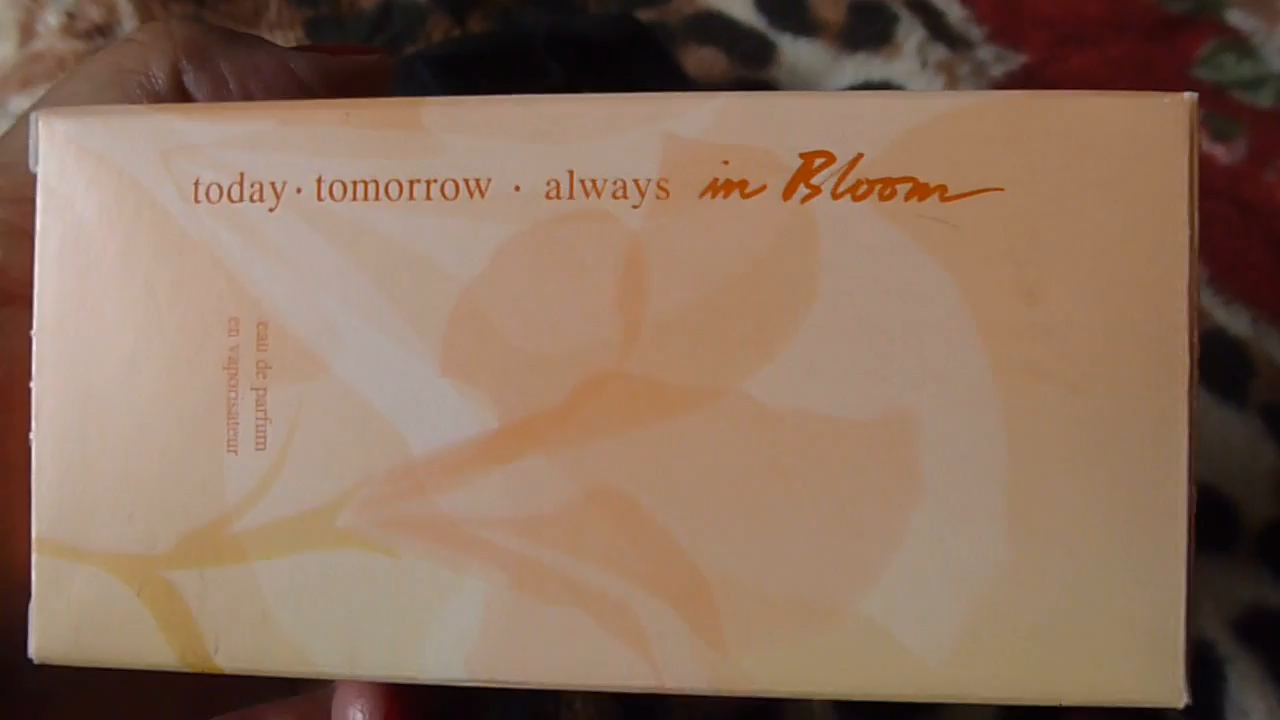 today · tomorrow · always in Bloom
eau de parfum
en vaporisateur